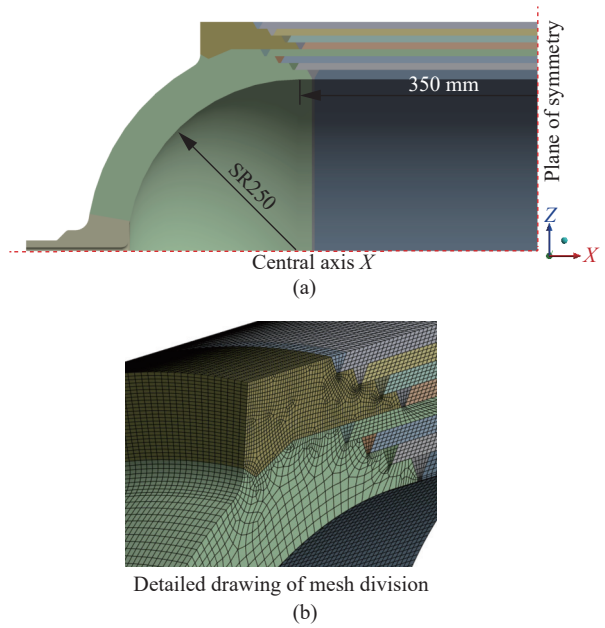 350 mm
Plane of symmetry
SR250
Z
X
Central axis X
(a)
Detailed drawing of mesh division
(b)